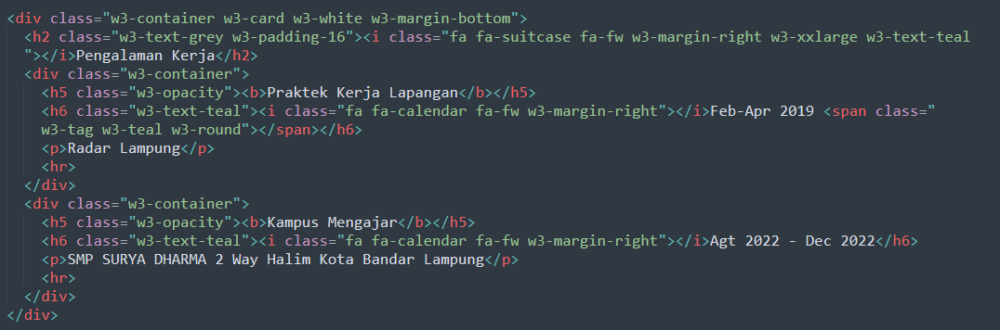 <div class="w3-container w3-card w3-white w3-margin-bottom">
<h2 class="w3-text-grey w3-padding-16"><i class="fa fa-suitcase fa-fw w3-margin-right w3-xxlarge w3-text-teal
"></i>Pengalaman Kerja</h2>
<div class="w3-container">
<h5 class="w3-opacity"><b>Praktek Kerja Lapangan</b></h5>
<h6 class="w3-text-teal"><i class="fa fa-calendar fa-fw w3-margin-right"></i>Feb-Apr 2019 <span class="
w3-tag w3-teal w3-round"></span></h6>
<p>Radar Lampung</p>
<hr>
</div>
<div class="w3-container">
<h5 class="w3-opacity"><b>Kampus Mengajar</b></h5>
<h6 class="w3-text-teal"><i class="fa fa-calendar fa-fw w3-margin-right"></i>Agt 2022 - Dec 2022</h6>
<p>SMP SURYA DHARMA 2 Way Halim Kota Bandar Lampung</p>
<hr>
</div>
</div>